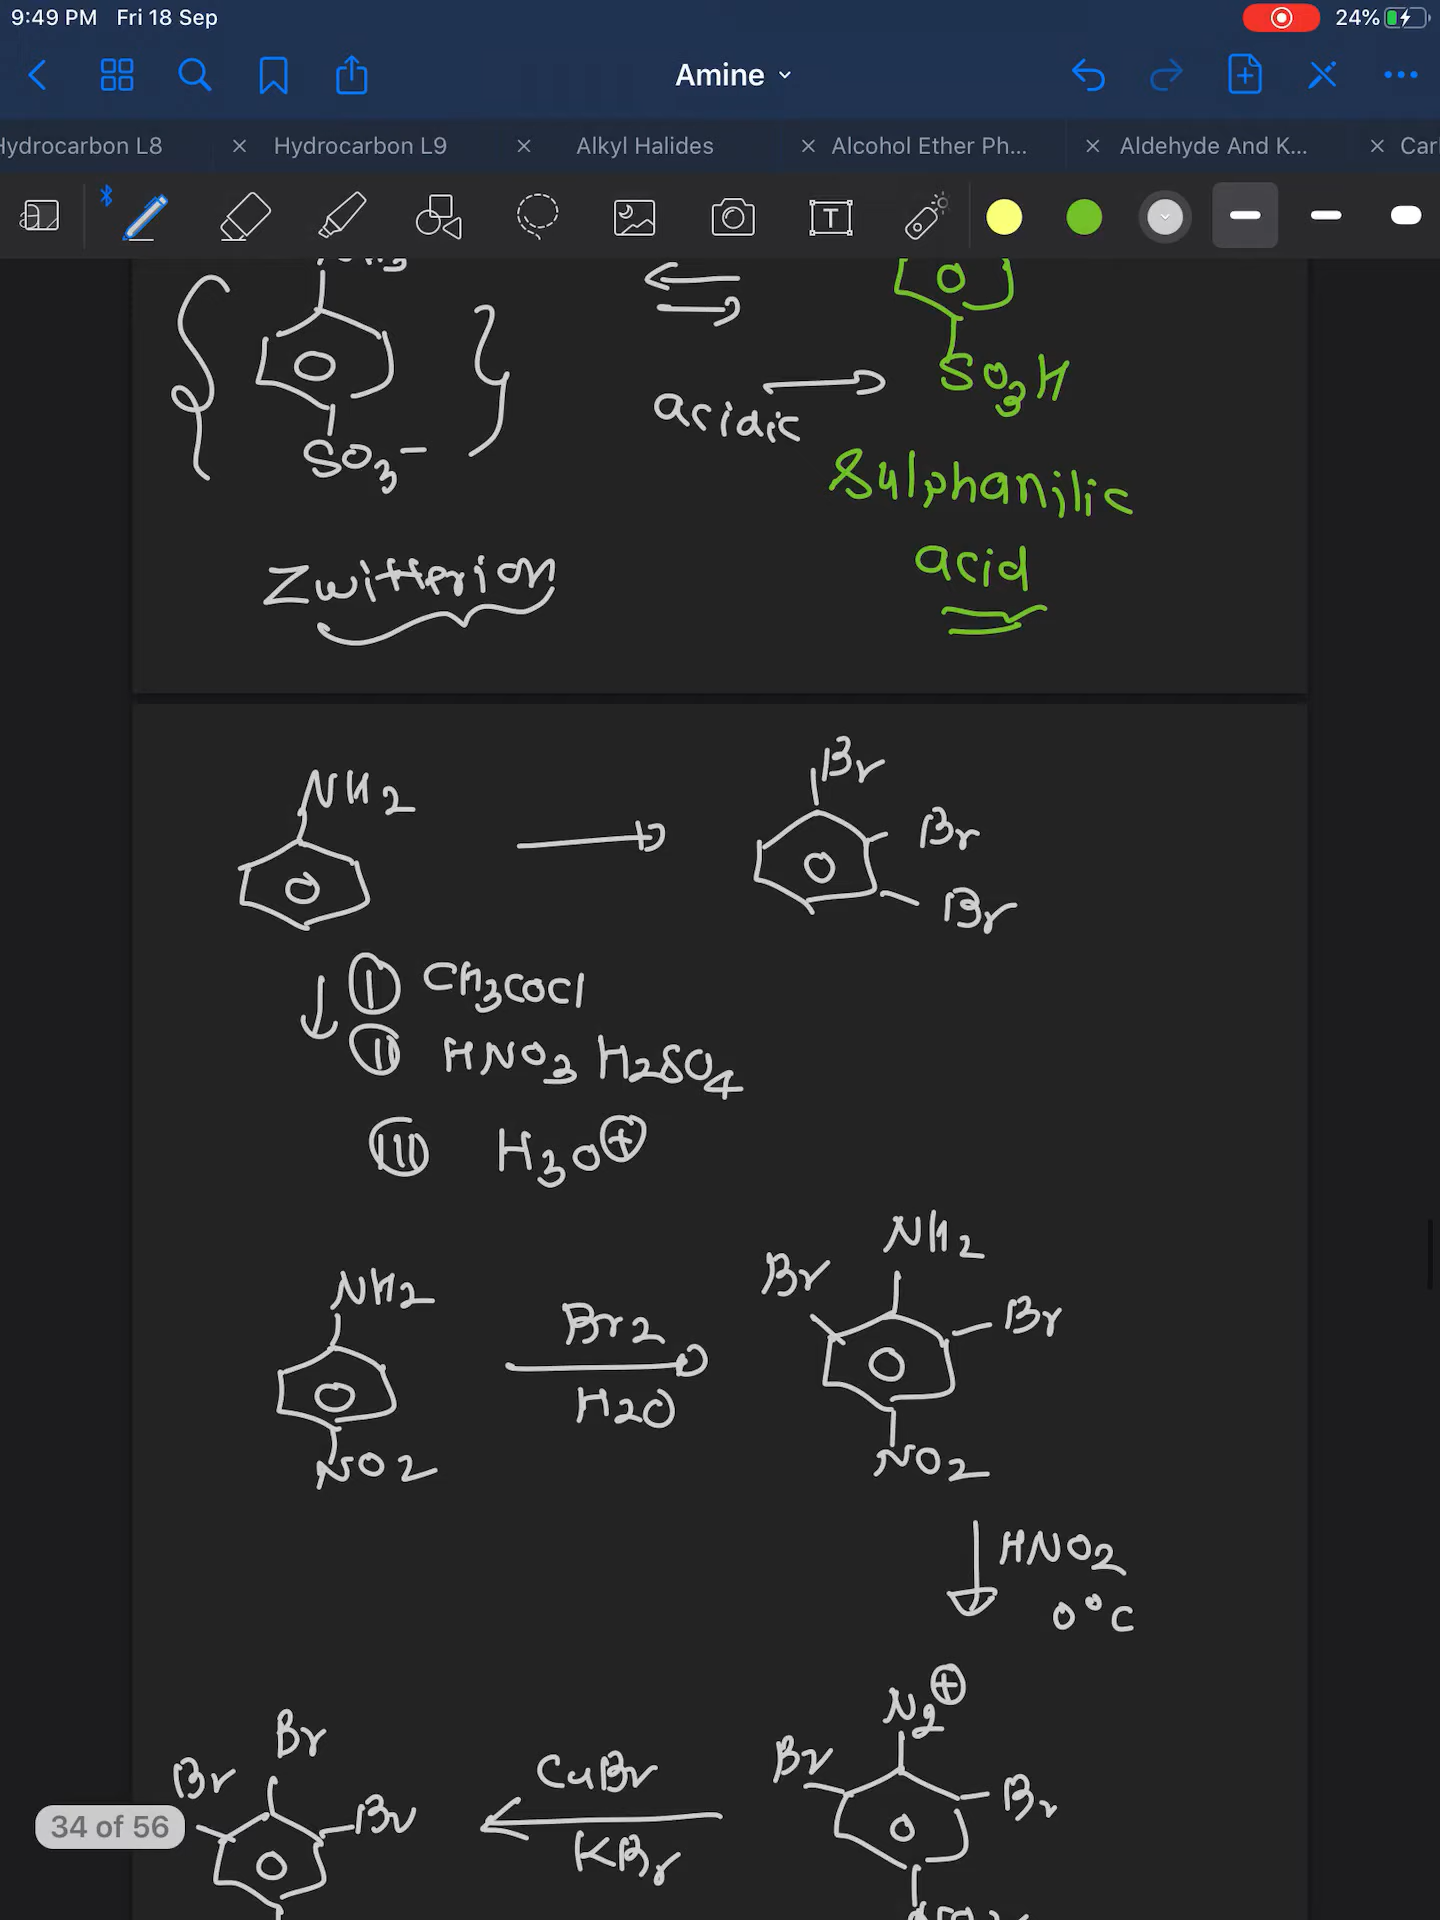 9:49 PM Fri 18 Sep 24%
Amine
Hydrocarbon L8 × Hydrocarbon L9 × Alkyl Halides × Alcohol Ether Ph... × Aldehyde And K... × Car
T
SO3H
acidic
SO3-
Sulphanilic
acid
Zwitterion
Br
NH2
Br
Br
I CH3COCl
II HNO3 H2SO4
III H3O+
NH2
Br
NH2
Br2
Br
H2O
NO2
NO2
HNO2
0°C
N2+
Br
Br
CuBr
Br
Br
Br
KBr
34 of 56